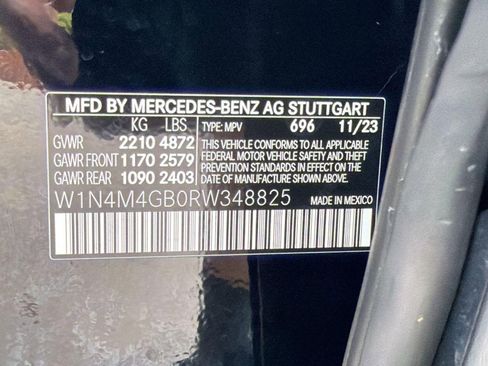 MFD BY MERCEDES-BENZ AG STUTTGART
KG LBS TYPE: MPV 696 11/23
GVWR 2210 4872 THIS VEHICLE CONFORMS TO ALL APPLICABLE
GAWR FRONT 1170 2579 FEDERAL MOTOR VEHICLE SAFETY AND THEFT
GAWR REAR 1090 2403 PREVENTION STANDARDS IN EFFECT ON THE
DATE OF MANUFACTURE SHOWN ABOVE.
W1N4M4GB0RW348825 MADE IN MEXICO